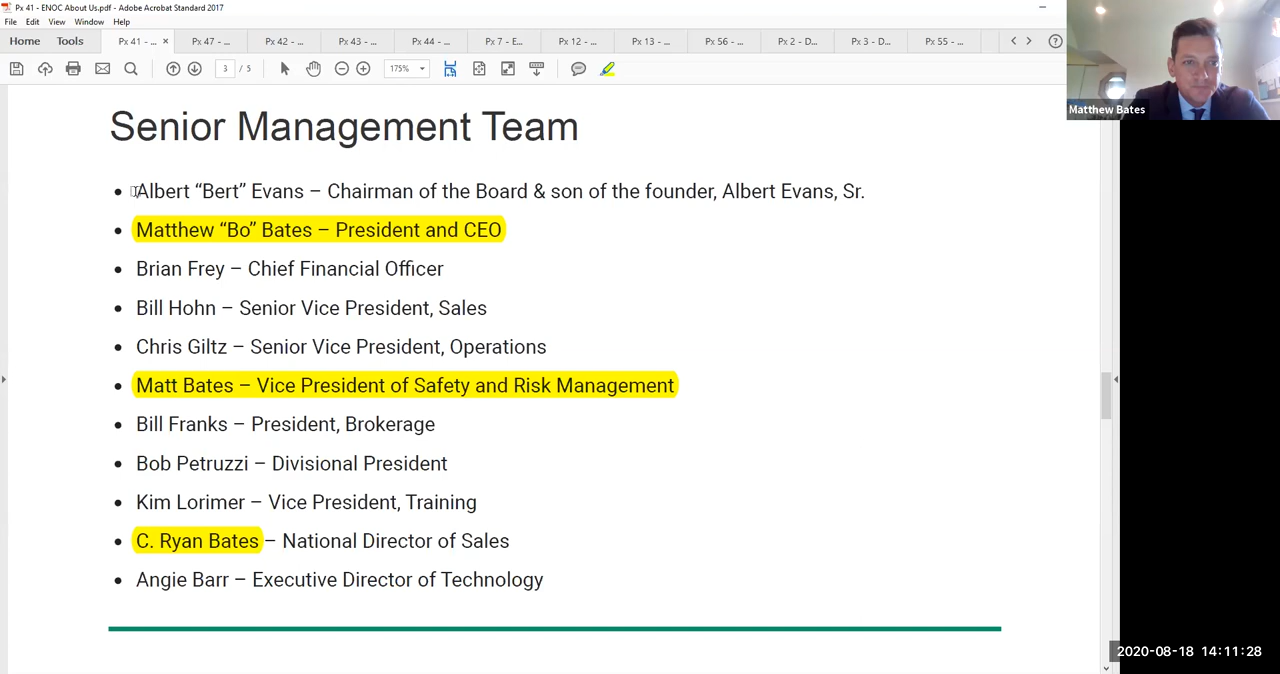 Px 41 - ENOC About Us.pdf - Adobe Acrobat Standard 2017
File Edit View Window Help
Home Tools Px 41 - ... × Px 47 - ... Px 42 - ... Px 43 - ... Px 44 - ... Px 7 - E... Px 12 - ... Px 13 - ... Px 56 - ... Px 2 - D... Px 3 - D... Px 55 - ...
3 / 5 175%
Matthew Bates
Senior Management Team
• Albert “Bert” Evans – Chairman of the Board & son of the founder, Albert Evans, Sr.
• Matthew “Bo” Bates – President and CEO
• Brian Frey – Chief Financial Officer
• Bill Hohn – Senior Vice President, Sales
• Chris Giltz – Senior Vice President, Operations
• Matt Bates – Vice President of Safety and Risk Management
• Bill Franks – President, Brokerage
• Bob Petruzzi – Divisional President
• Kim Lorimer – Vice President, Training
• C. Ryan Bates – National Director of Sales
• Angie Barr – Executive Director of Technology
2020-08-18 14:11:28